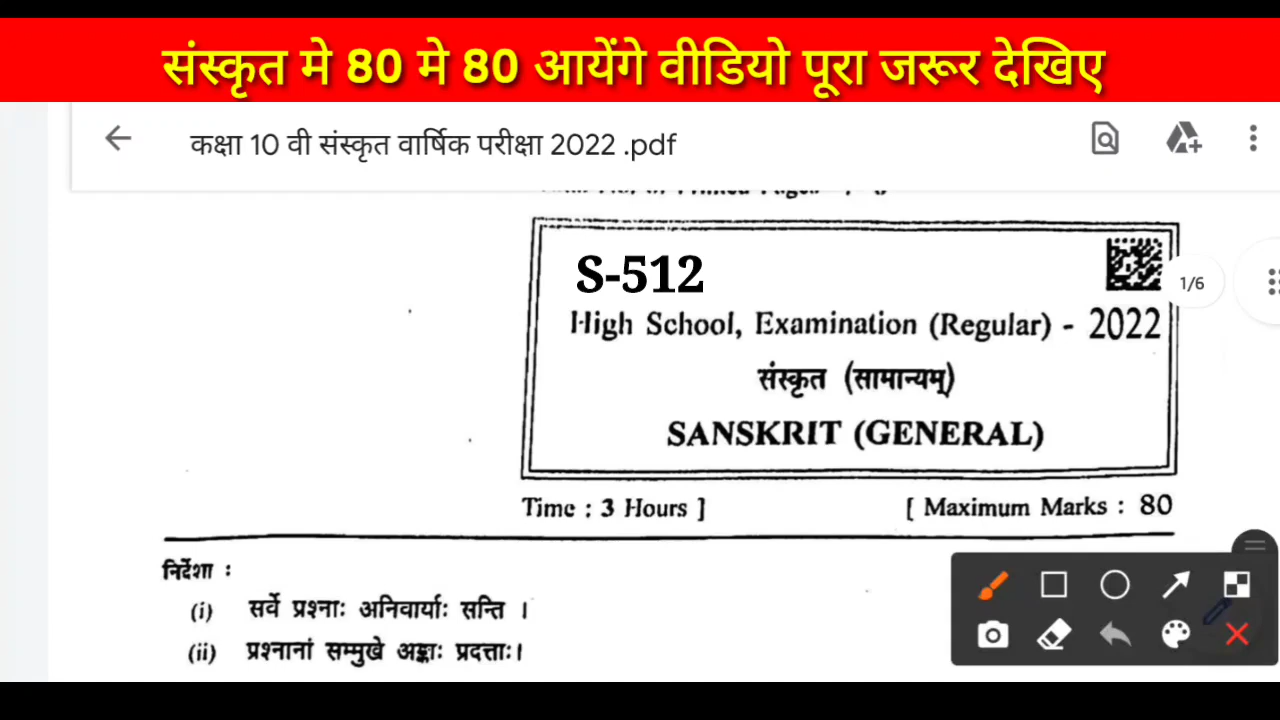 संस्कृत मे 80 मे 80 आयेंगे वीडियो पूरा जरूर देखिए
कक्षा 10 वी संस्कृत वार्षिक परीक्षा 2022 .pdf
S-512
1/6
High School, Examination (Regular) - 2022
संस्कृत (सामान्यम्)
SANSKRIT (GENERAL)
Time : 3 Hours ] [ Maximum Marks : 80
निर्देशा :
(i) सर्वे प्रश्नाः अनिवार्याः सन्ति ।
(ii) प्रश्नानां सम्मुखे अङ्काः प्रदत्ताः।